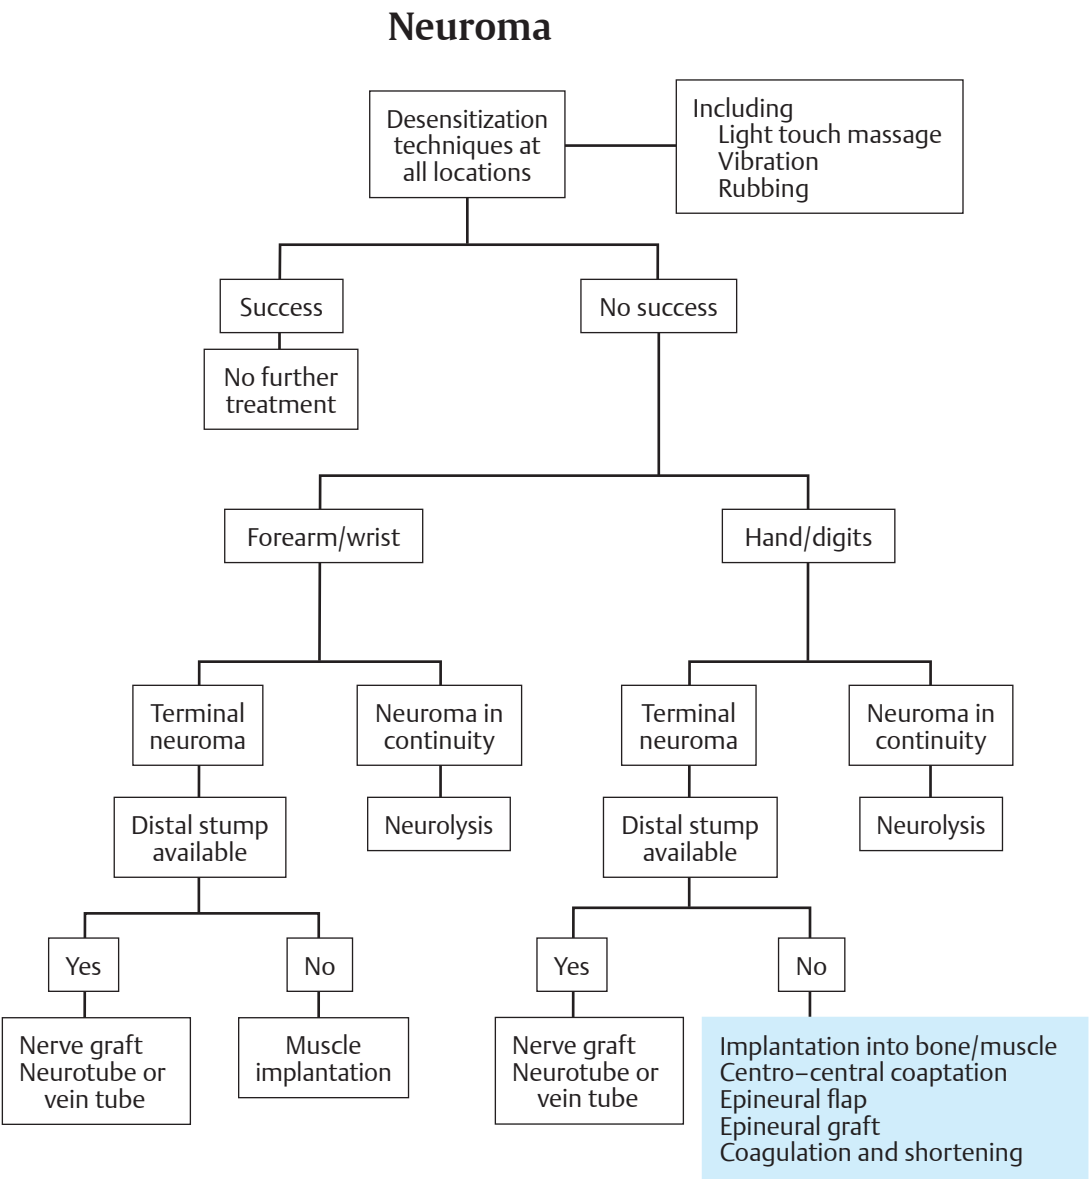 Neuroma
Desensitization
techniques at
all locations
Including
Light touch massage
Vibration
Rubbing
Success
No success
No further
treatment
Forearm/wrist
Hand/digits
Terminal
neuroma
Neuroma in
continuity
Terminal
neuroma
Neuroma in
continuity
Distal stump
available
Neurolysis
Distal stump
available
Neurolysis
Yes
No
Yes
No
Nerve graft
Neurotube or
vein tube
Muscle
implantation
Nerve graft
Neurotube or
vein tube
Implantation into bone/muscle
Centro–central coaptation
Epineural flap
Epineural graft
Coagulation and shortening